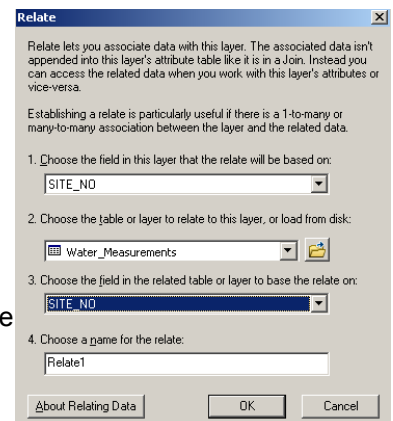 Relate
Relate lets you associate data with this layer. The associated data isn't
appended into this layer's attribute table like it is in a Join. Instead you
can access the related data when you work with this layer's attributes or
vice-versa.
Establishing a relate is particularly useful if there is a 1-to-many or
many-to-many association between the layer and the related data.
1. Choose the field in this layer that the relate will be based on:
SITE_NO
2. Choose the table or layer to relate to this layer, or load from disk:
Water_Measurements
3. Choose the field in the related table or layer to base the relate on:
SITE_NO
e
4. Choose a name for the relate:
Relate1
About Relating Data OK Cancel